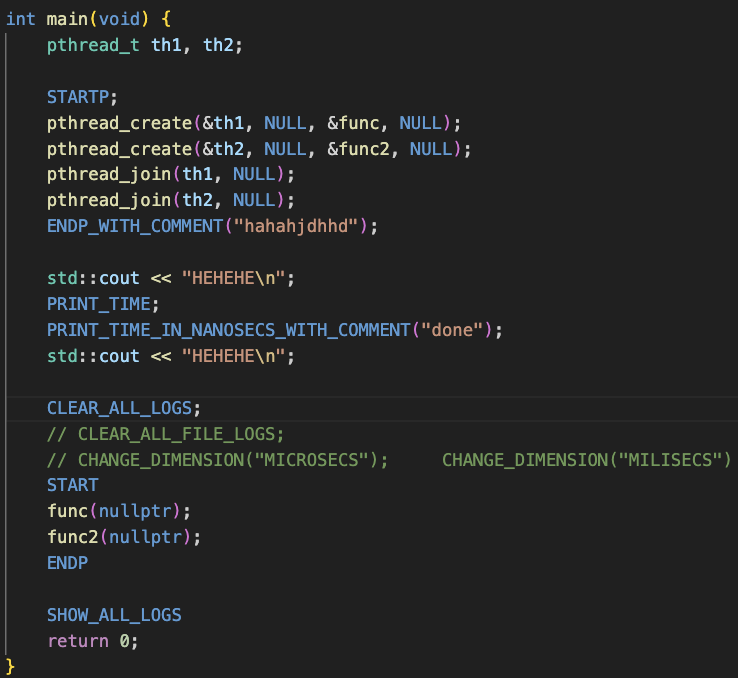 int main(void) {
    pthread_t th1, th2;

    STARTP;
    pthread_create(&th1, NULL, &func, NULL);
    pthread_create(&th2, NULL, &func2, NULL);
    pthread_join(th1, NULL);
    pthread_join(th2, NULL);
    ENDP_WITH_COMMENT("hahahjdhhd");

    std::cout << "HEHEHE\n";
    PRINT_TIME;
    PRINT_TIME_IN_NANOSECS_WITH_COMMENT("done");
    std::cout << "HEHEHE\n";

    CLEAR_ALL_LOGS;
    // CLEAR_ALL_FILE_LOGS;
    // CHANGE_DIMENSION("MICROSECS");     CHANGE_DIMENSION("MILISECS")
    START
    func(nullptr);
    func2(nullptr);
    ENDP

    SHOW_ALL_LOGS
    return 0;
}